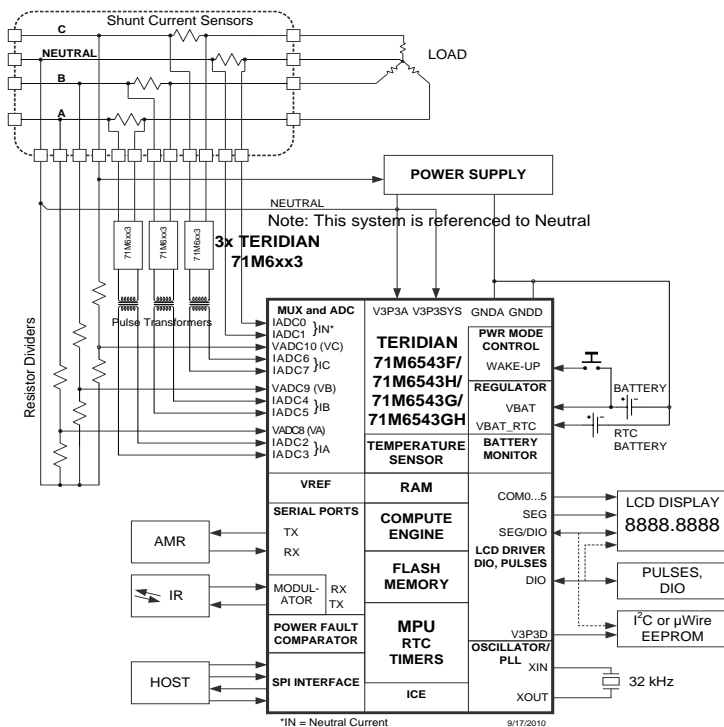 Shunt Current Sensors
C
NEUTRAL
B
A
LOAD
POWER SUPPLY
NEUTRAL
Note: This system is referenced to Neutral
71M6xx3
71M6xx3
71M6xx3
3x TERIDIAN
71M6xx3
Pulse Transformers
Resistor Dividers
MUX and ADC
IADC0
IADC1 }IN*
VADC10 (VC)
IADC6
IADC7 }IC
VADC9 (VB)
IADC4
IADC5 }IB
VADC8 (VA)
IADC2
IADC3 }IA
V3P3A V3P3SYS
GNDA GNDD
TERIDIAN
71M6543F/
71M6543H/
71M6543G/
71M6543GH
PWR MODE
CONTROL
WAKE-UP
REGULATOR
VBAT
VBAT_RTC
BATTERY
RTC
BATTERY
TEMPERATURE
SENSOR
BATTERY
MONITOR
VREF
RAM
SERIAL PORTS
TX
RX
AMR
COMPUTE
ENGINE
COM0...5
SEG
SEG/DIO
LCD DRIVER
DIO, PULSES
DIO
LCD DISPLAY
8888.8888
IR
MODUL-
ATOR
RX
TX
FLASH
MEMORY
PULSES,
DIO
POWER FAULT
COMPARATOR
MPU
RTC
TIMERS
V3P3D
I2C or µWire
EEPROM
OSCILLATOR/
PLL
XIN
XOUT
32 kHz
HOST
SPI INTERFACE
ICE
*IN = Neutral Current
9/17/2010